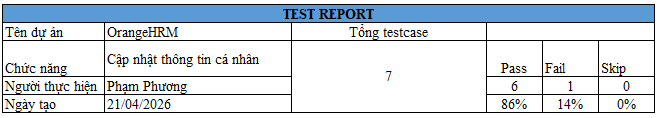 TEST REPORT
Tên dự án OrangeHRM Tổng testcase
Chức năng Cập nhật thông tin cá nhân 7 Pass Fail Skip
Người thực hiện Phạm Phương 6 1 0
Ngày tạo 21/04/2026 86% 14% 0%